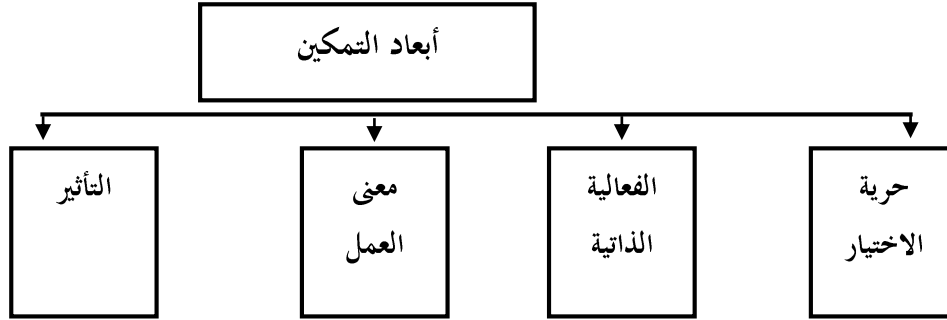 أبعاد التمكين
حرية
الاختيار
الفعالية
الذاتية
معنى
العمل
التأثير